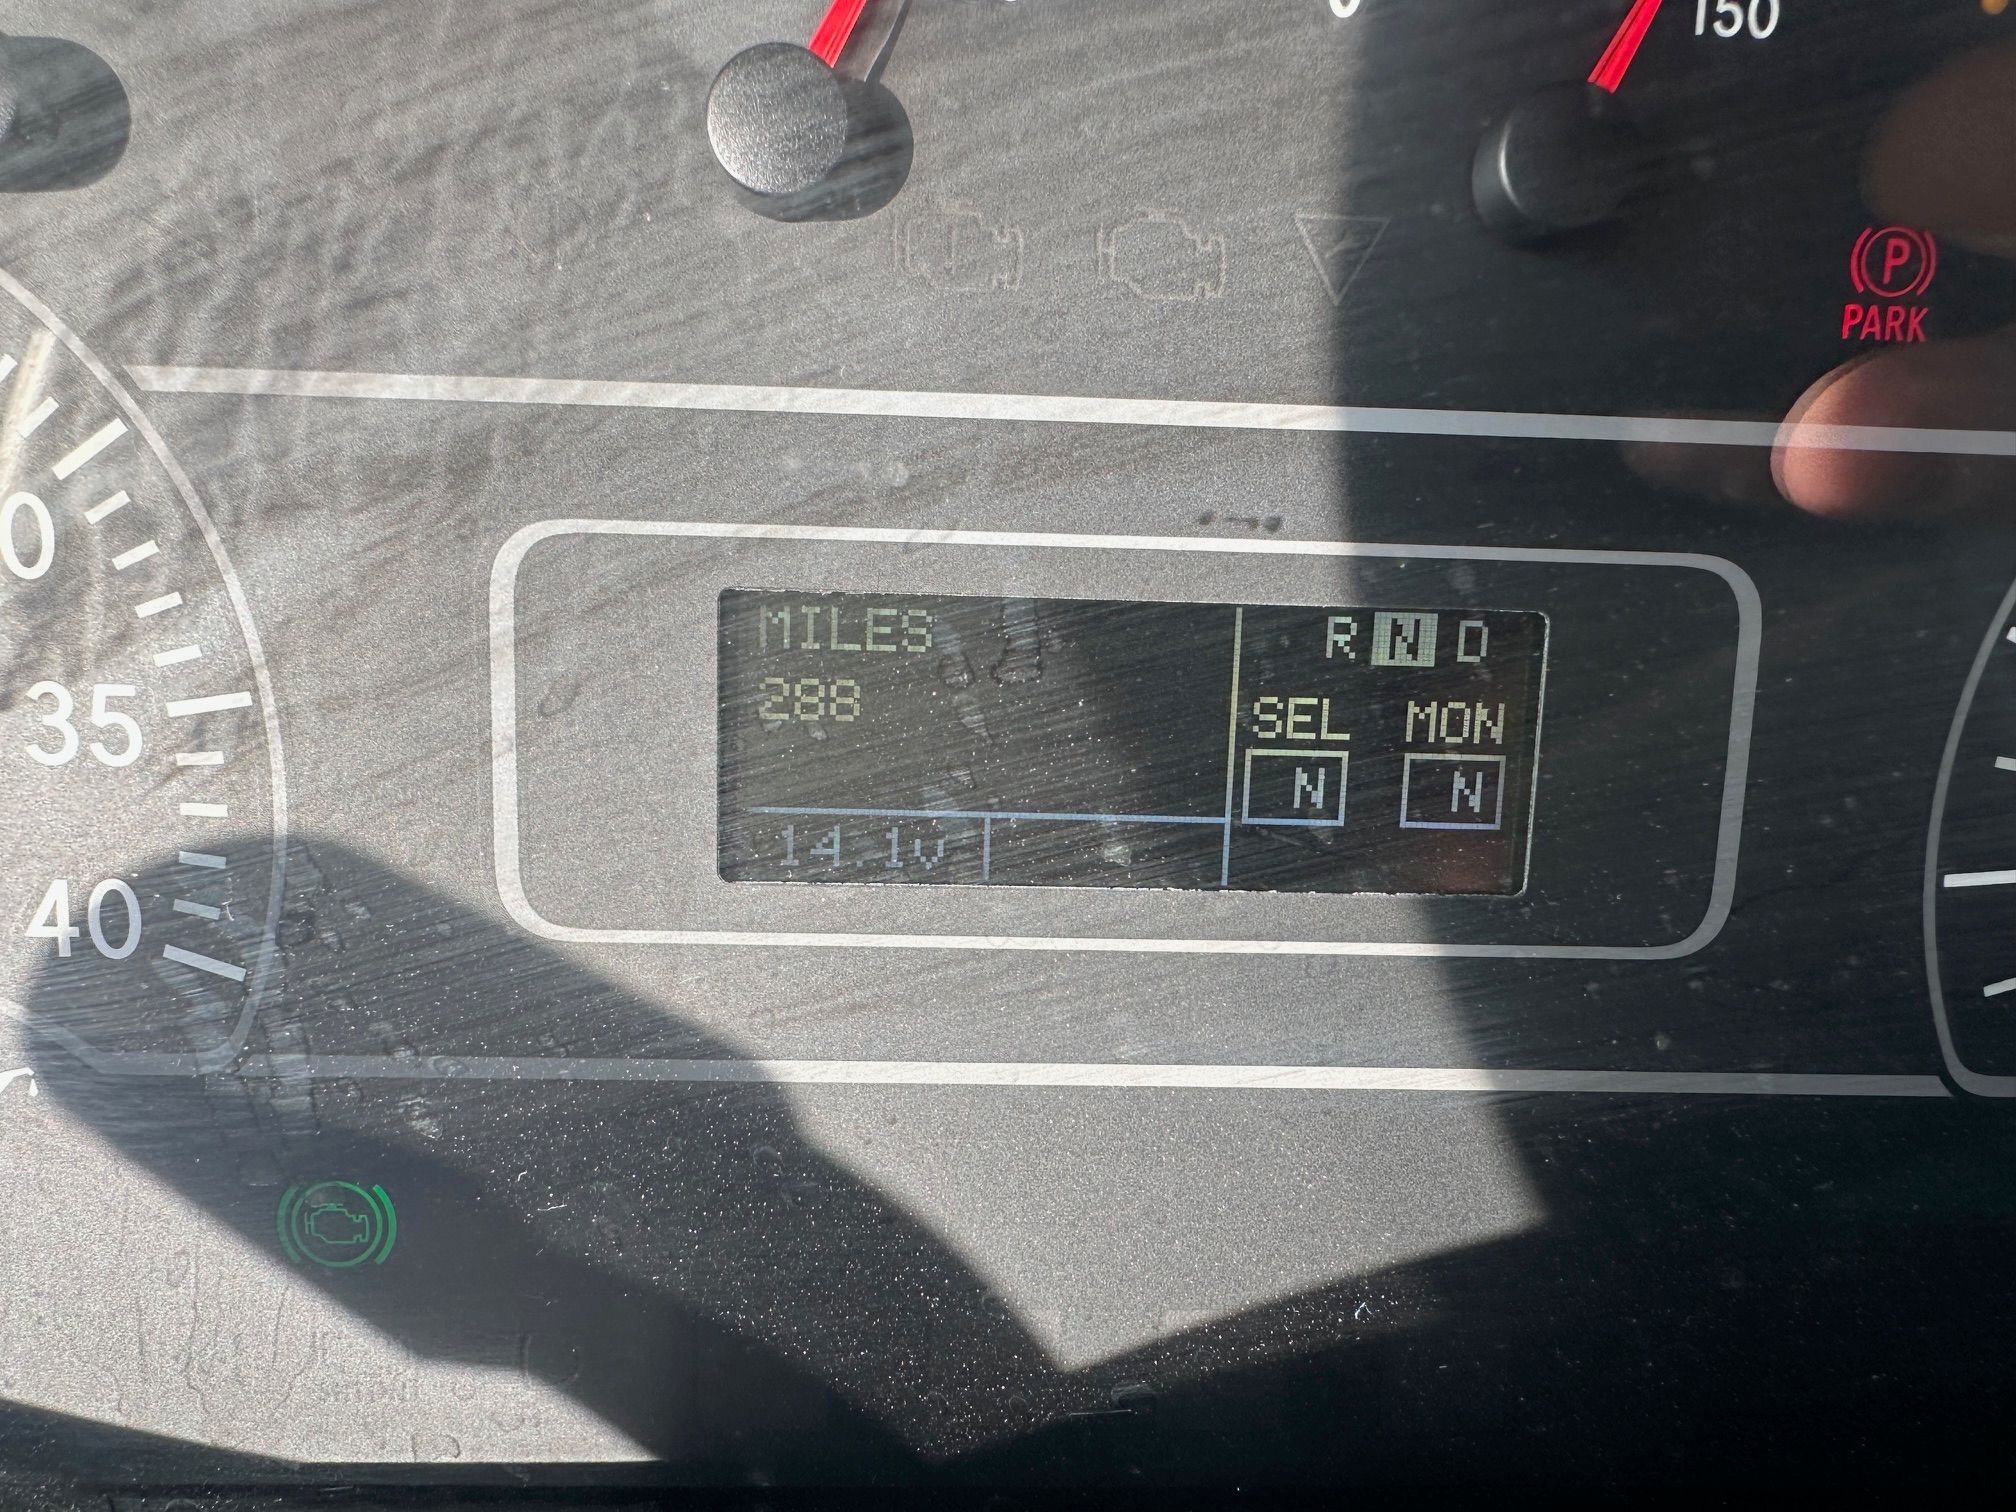 150
P
PARK
MILES
288
R N D
SEL MON
N N
14.1v
35
40